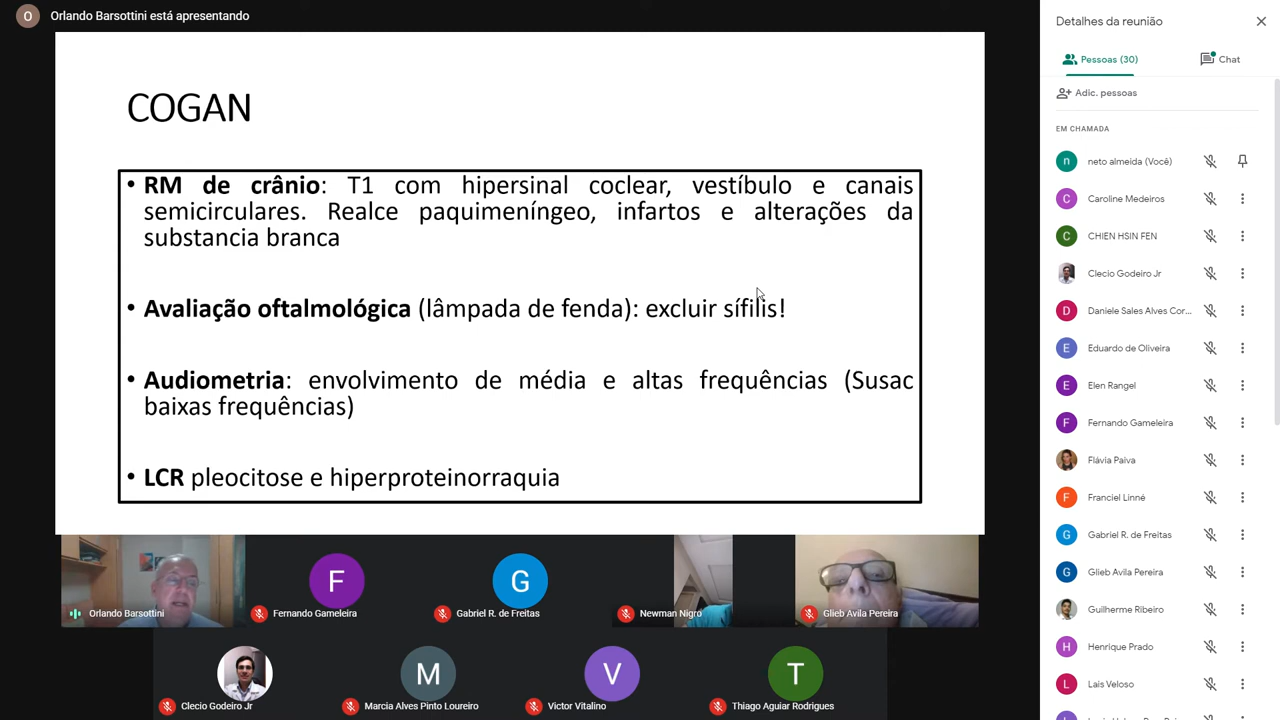 O
Orlando Barsottini está apresentando
COGAN
• RM de crânio: T1 com hipersinal coclear, vestíbulo e canais
semicirculares. Realce paquimeníngeo, infartos e alterações da
substancia branca
• Avaliação oftalmológica (lâmpada de fenda): excluir sífilis!
• Audiometria: envolvimento de média e altas frequências (Susac
baixas frequências)
• LCR pleocitose e hiperproteinorraquia
Orlando Barsottini
F
Fernando Gameleira
G
Gabriel R. de Freitas
Newman Nigro
Glieb Avila Pereira
Clecio Godeiro Jr
M
Marcia Alves Pinto Loureiro
V
Victor Vitalino
T
Thiago Aguiar Rodrigues
Detalhes da reunião
Pessoas (30)
Chat
Adic. pessoas
EM CHAMADA
n
neto almeida (Você)
C
Caroline Medeiros
C
CHIEN HSIN FEN
Clecio Godeiro Jr
D
Daniele Sales Alves Cor...
E
Eduardo de Oliveira
E
Elen Rangel
F
Fernando Gameleira
Flávia Paiva
F
Franciel Linné
G
Gabriel R. de Freitas
G
Glieb Avila Pereira
Guilherme Ribeiro
H
Henrique Prado
L
Laís Veloso